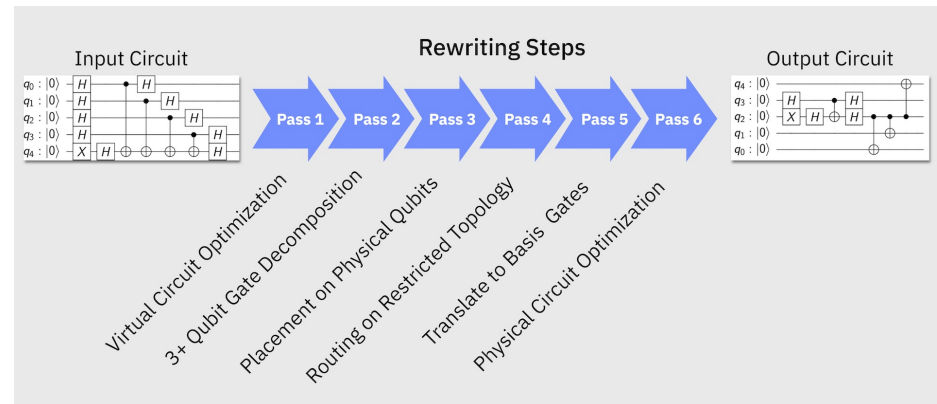 Rewriting Steps
Input Circuit
Output Circuit
q₀ : |0⟩ H H
q₁ : |0⟩ H H
q₂ : |0⟩ H H
q₃ : |0⟩ H H
q₄ : |0⟩ X H H
Pass 1 Pass 2 Pass 3 Pass 4 Pass 5 Pass 6
q₄ : |0⟩
q₃ : |0⟩ H H
q₂ : |0⟩ X H H
q₁ : |0⟩
q₀ : |0⟩
Virtual Circuit Optimization
3+ Qubit Gate Decomposition
Placement on Physical Qubits
Routing on Restricted Topology
Translate to Basis Gates
Physical Circuit Optimization